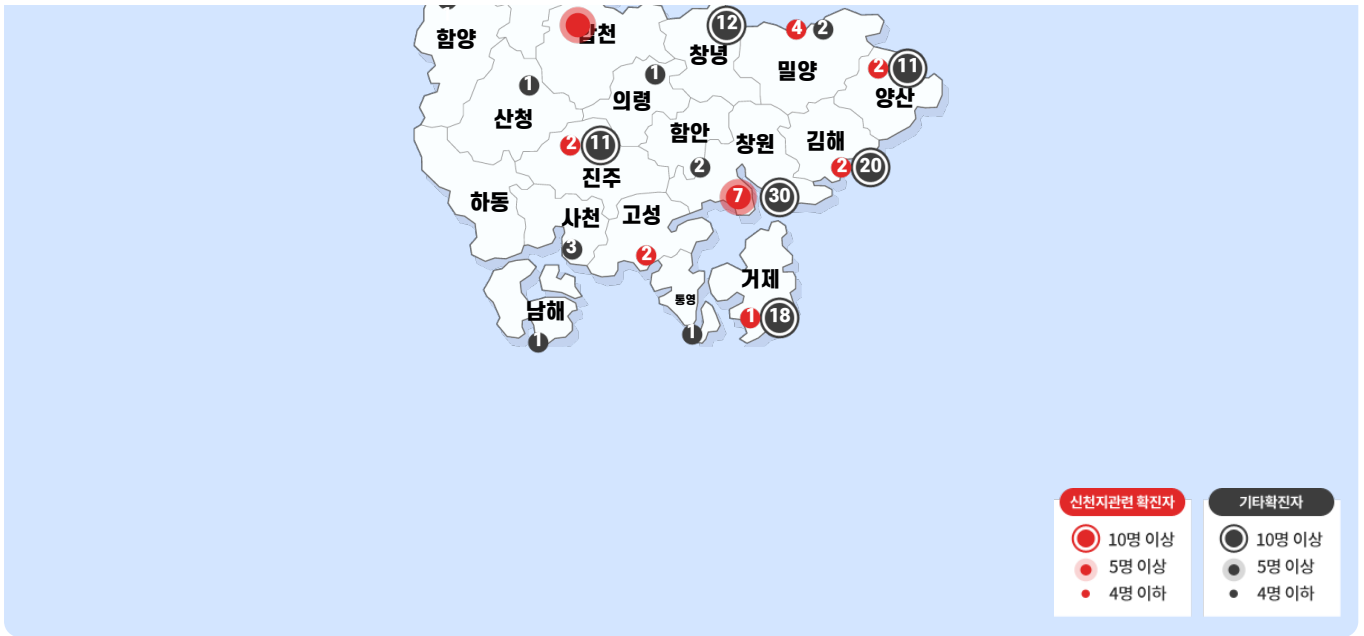 12
4 2
함양
합천
창녕
밀양
2 11
1
1
의령
양산
산청
함안
창원
김해
2 11
2
2 20
진주
7 30
하동
사천
고성
3
2
거제
통영
남해
1 18
1
1
신천지관련 확진자
10명 이상
5명 이상
4명 이하
기타확진자
10명 이상
5명 이상
4명 이하